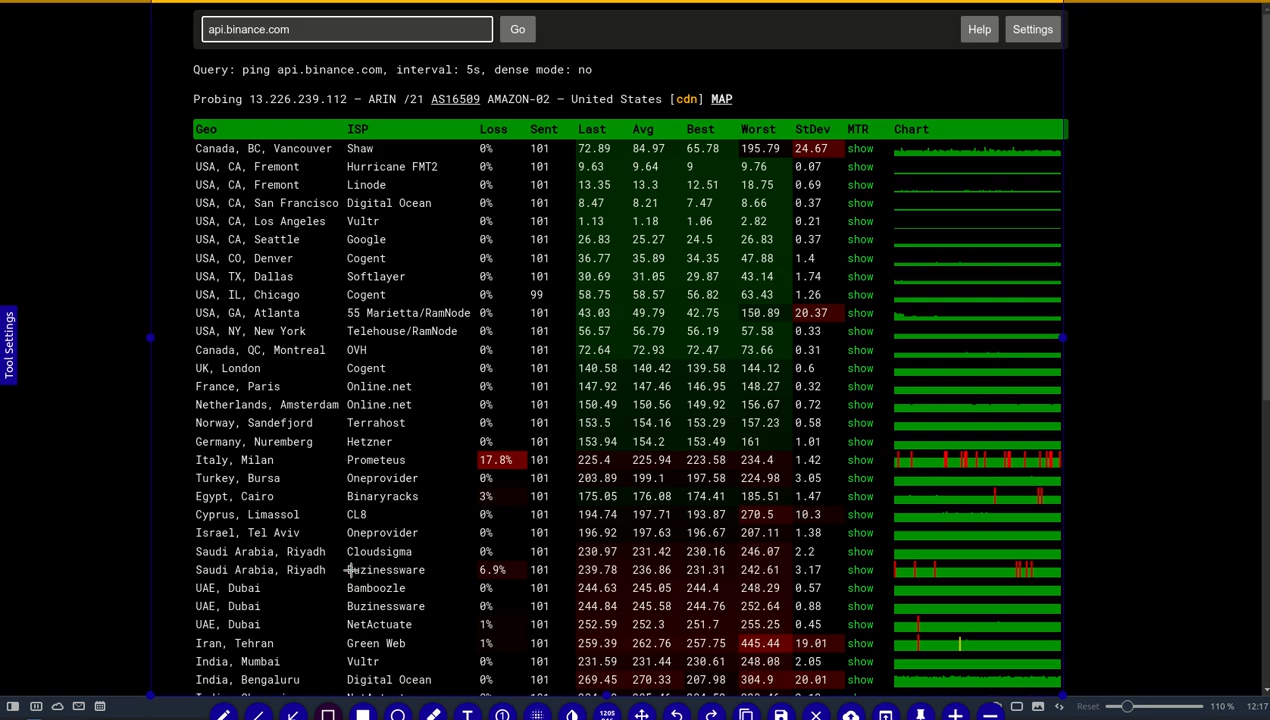 api.binance.com Go Help Settings
Query: ping api.binance.com, interval: 5s, dense mode: no
Probing 13.226.239.112 — ARIN /21 AS16509 AMAZON-02 — United States [cdn] MAP
Geo ISP Loss Sent Last Avg Best Worst StDev MTR Chart
Canada, BC, Vancouver Shaw 0% 101 72.89 84.97 65.78 195.79 24.67 show
USA, CA, Fremont Hurricane FMT2 0% 101 9.63 9.64 9 9.76 0.07 show
USA, CA, Fremont Linode 0% 101 13.35 13.3 12.51 18.75 0.69 show
USA, CA, San Francisco Digital Ocean 0% 101 8.47 8.21 7.47 8.66 0.37 show
USA, CA, Los Angeles Vultr 0% 101 1.13 1.18 1.06 2.82 0.21 show
USA, CA, Seattle Google 0% 101 26.83 25.27 24.5 26.83 0.37 show
USA, CO, Denver Cogent 0% 101 36.77 35.89 34.35 47.88 1.4 show
USA, TX, Dallas Softlayer 0% 101 30.69 31.05 29.87 43.14 1.74 show
USA, IL, Chicago Cogent 0% 99 58.75 58.57 56.82 63.43 1.26 show
USA, GA, Atlanta 55 Marietta/RamNode 0% 101 43.03 49.79 42.75 150.89 20.37 show
USA, NY, New York Telehouse/RamNode 0% 101 56.57 56.79 56.19 57.58 0.33 show
Canada, QC, Montreal OVH 0% 101 72.64 72.93 72.47 73.66 0.31 show
UK, London Cogent 0% 101 140.58 140.42 139.58 144.12 0.6 show
France, Paris Online.net 0% 101 147.92 147.46 146.95 148.27 0.32 show
Netherlands, Amsterdam Online.net 0% 101 150.49 150.56 149.92 156.67 0.72 show
Norway, Sandefjord Terrahost 0% 101 153.5 154.16 153.29 157.23 0.58 show
Germany, Nuremberg Hetzner 0% 101 153.94 154.2 153.49 161 1.01 show
Italy, Milan Prometeus 17.8% 101 225.4 225.94 223.58 234.4 1.42 show
Turkey, Bursa Oneprovider 0% 101 203.89 199.1 197.58 224.98 3.05 show
Egypt, Cairo Binaryracks 3% 101 175.05 176.08 174.41 185.51 1.47 show
Cyprus, Limassol CL8 0% 101 194.74 197.71 193.87 270.5 10.3 show
Israel, Tel Aviv Oneprovider 0% 101 196.92 197.63 196.67 207.11 1.38 show
Saudi Arabia, Riyadh Cloudsigma 0% 101 230.97 231.42 230.16 246.07 2.2 show
Saudi Arabia, Riyadh Buzinessware 6.9% 101 239.78 236.86 231.31 242.61 3.17 show
UAE, Dubai Bamboozle 0% 101 244.63 245.05 244.4 248.29 0.57 show
UAE, Dubai Buzinessware 0% 101 244.84 245.58 244.76 252.64 0.88 show
UAE, Dubai NetActuate 1% 101 252.59 252.3 251.7 255.25 0.45 show
Iran, Tehran Green Web 1% 101 259.39 262.76 257.75 445.44 19.01 show
India, Mumbai Vultr 0% 101 231.59 231.44 230.61 248.08 2.05 show
India, Bengaluru Digital Ocean 0% 101 269.45 270.33 207.98 304.9 20.01 show
Tool Settings
Reset 110 % 12:17